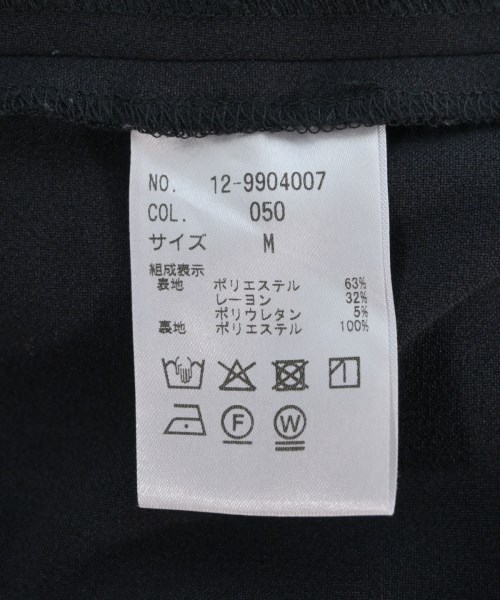 NO. 12-9904007
COL. 050
サイズ M
組成表示
表地 ポリエステル 63%
レーヨン 32%
ポリウレタン 5%
裏地 ポリエステル 100%
F W